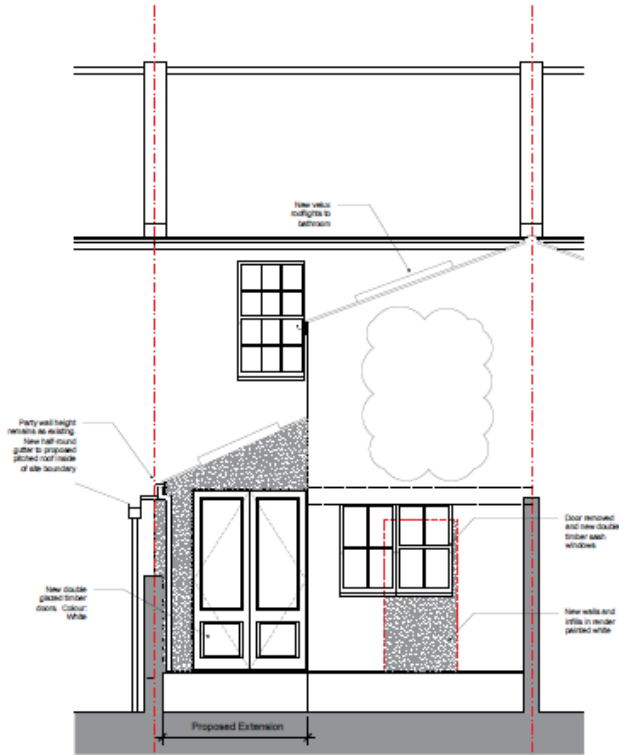 New velux
rooflights to
bathroom
Party wall height
remains as existing.
New half-round
gutter to proposed
pitched roof inside
of site boundary
Door removed
and new double
timber sash
windows
New double
glazed timber
doors. Colour:
White
New walls and
infills in render
painted white
Proposed Extension